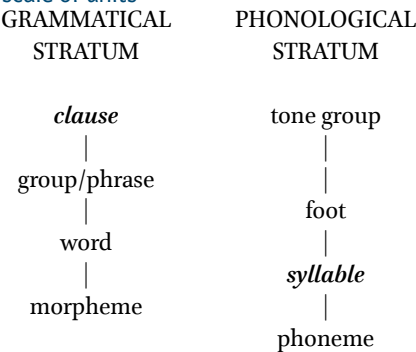 scale of units
GRAMMATICAL
STRATUM
clause
group/phrase
word
morpheme
PHONOLOGICAL
STRATUM
tone group
foot
syllable
phoneme